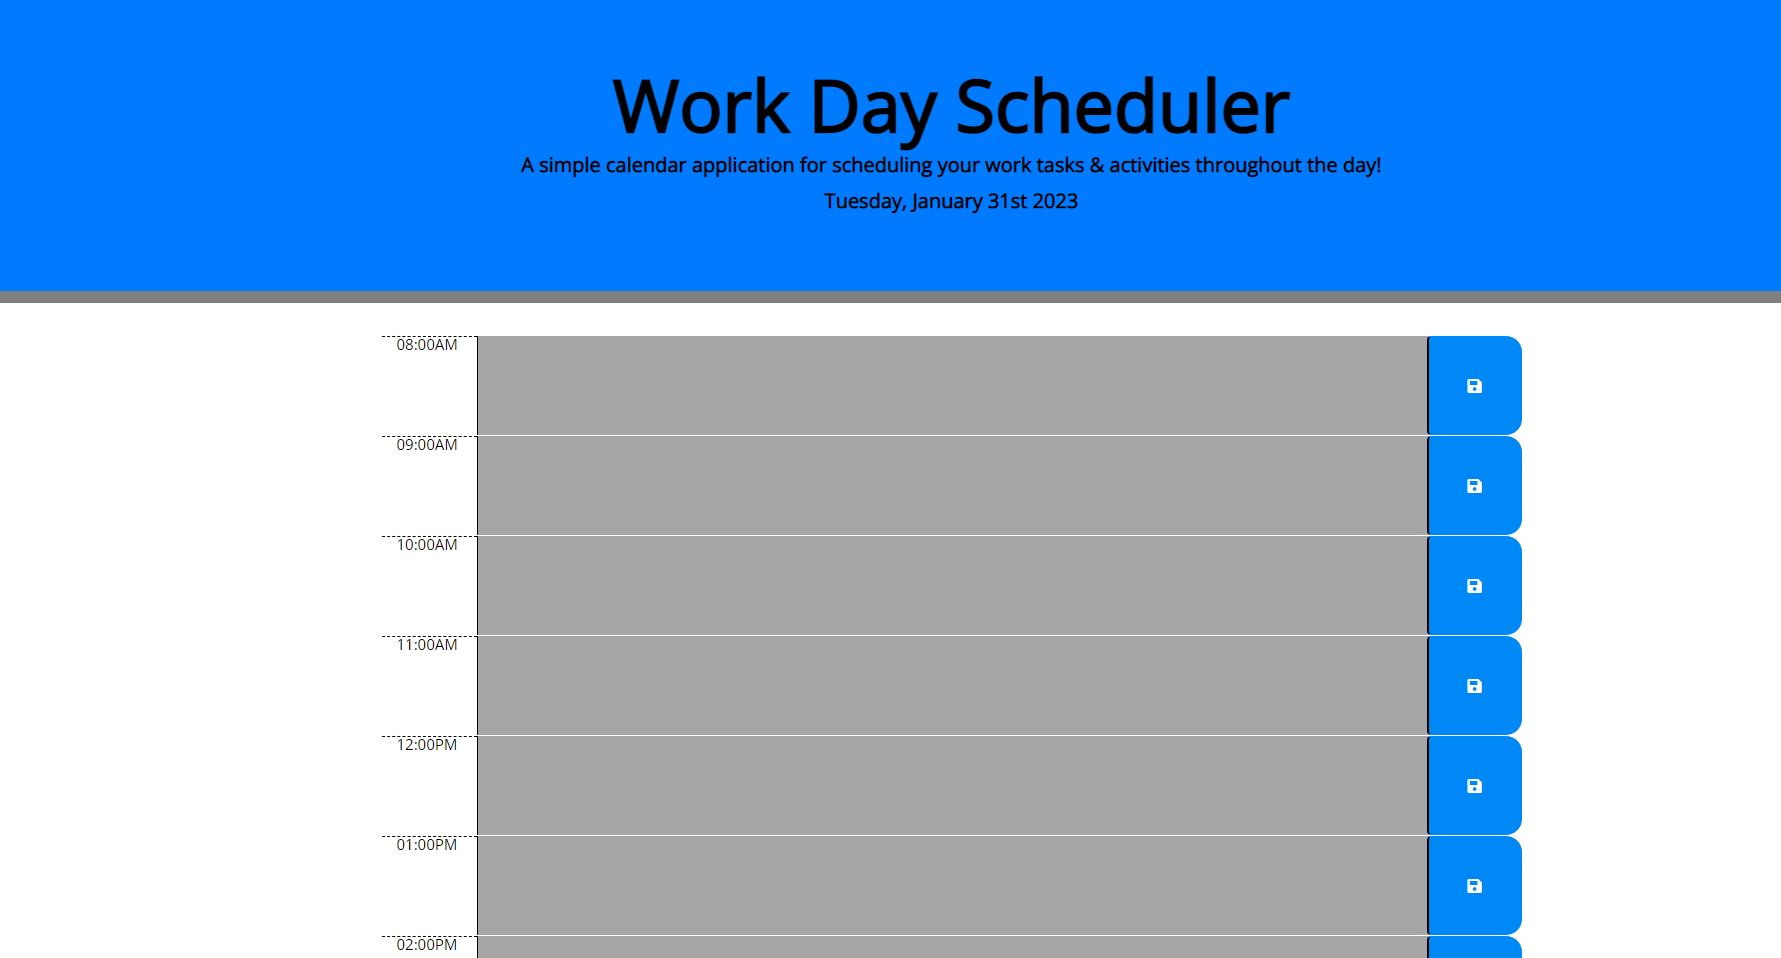 Work Day Scheduler
A simple calendar application for scheduling your work tasks & activities throughout the day!
Tuesday, January 31st 2023
08:00AM
09:00AM
10:00AM
11:00AM
12:00PM
01:00PM
02:00PM